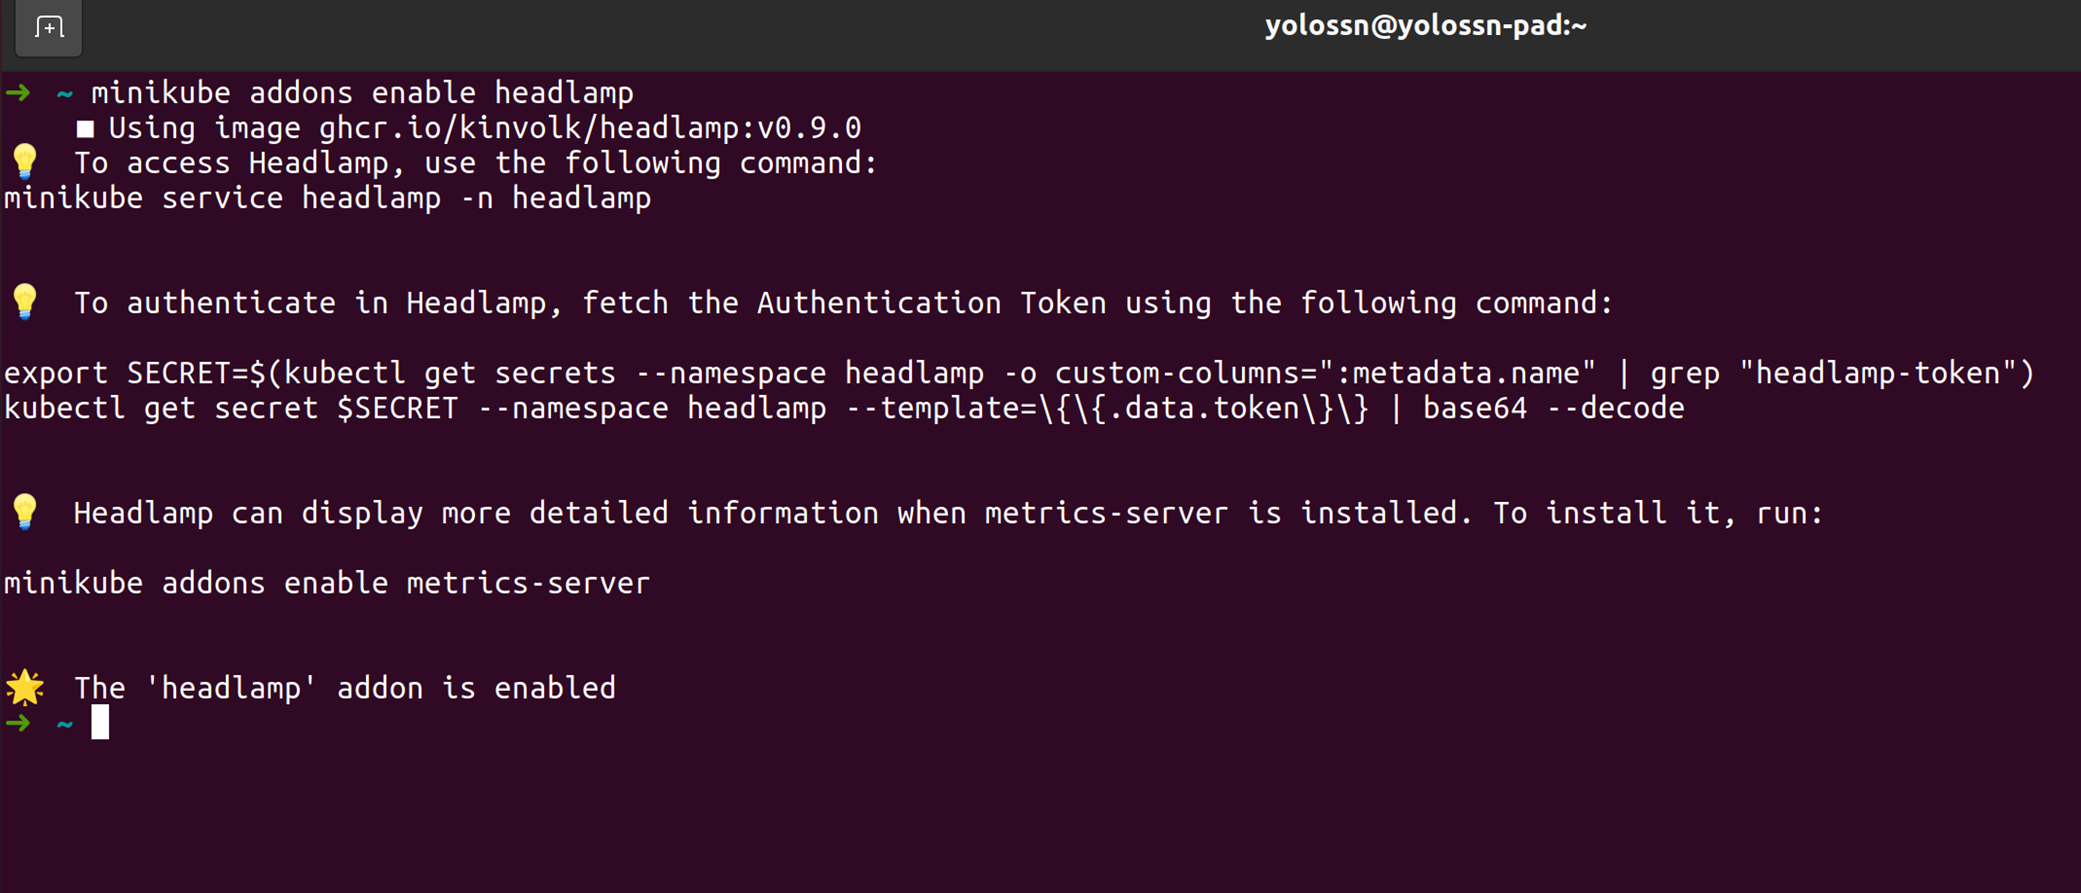 yolossn@yolossn-pad:~
➜ ~ minikube addons enable headlamp
■ Using image ghcr.io/kinvolk/headlamp:v0.9.0
💡 To access Headlamp, use the following command:
minikube service headlamp -n headlamp
💡 To authenticate in Headlamp, fetch the Authentication Token using the following command:
export SECRET=$(kubectl get secrets --namespace headlamp -o custom-columns=":metadata.name" | grep "headlamp-token")
kubectl get secret $SECRET --namespace headlamp --template=\{\{.data.token\}\} | base64 --decode
💡 Headlamp can display more detailed information when metrics-server is installed. To install it, run:
minikube addons enable metrics-server
🌟 The 'headlamp' addon is enabled
➜ ~